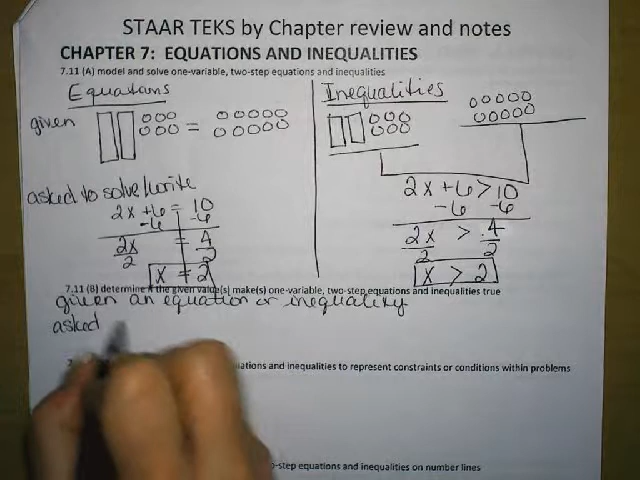 STAAR TEKS by Chapter review and notes
CHAPTER 7: EQUATIONS AND INEQUALITIES
7.11 (A) model and solve one-variable, two-step equations and inequalities
Equations
given
=
asked to solve/write
2x + 6 = 10
-6 -6
2x = 4
2 2
x = 2
Inequalities
2x + 6 > 10
-6 -6
2x > 4
2 2
x > 2
7.11 (B) determine if the given value(s) make(s) one-variable, two-step equations and inequalities true
given an equation or inequality
asked
ations and inequalities to represent constraints or conditions within problems
-step equations and inequalities on number lines